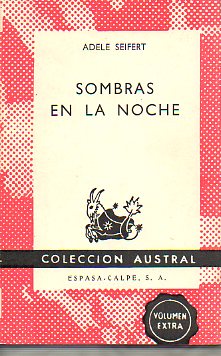 ADELE SEIFERT
SOMBRAS
EN LA NOCHE
COLECCION AUSTRAL
ESPASA-CALPE, S. A.
VOLUMEN
EXTRA